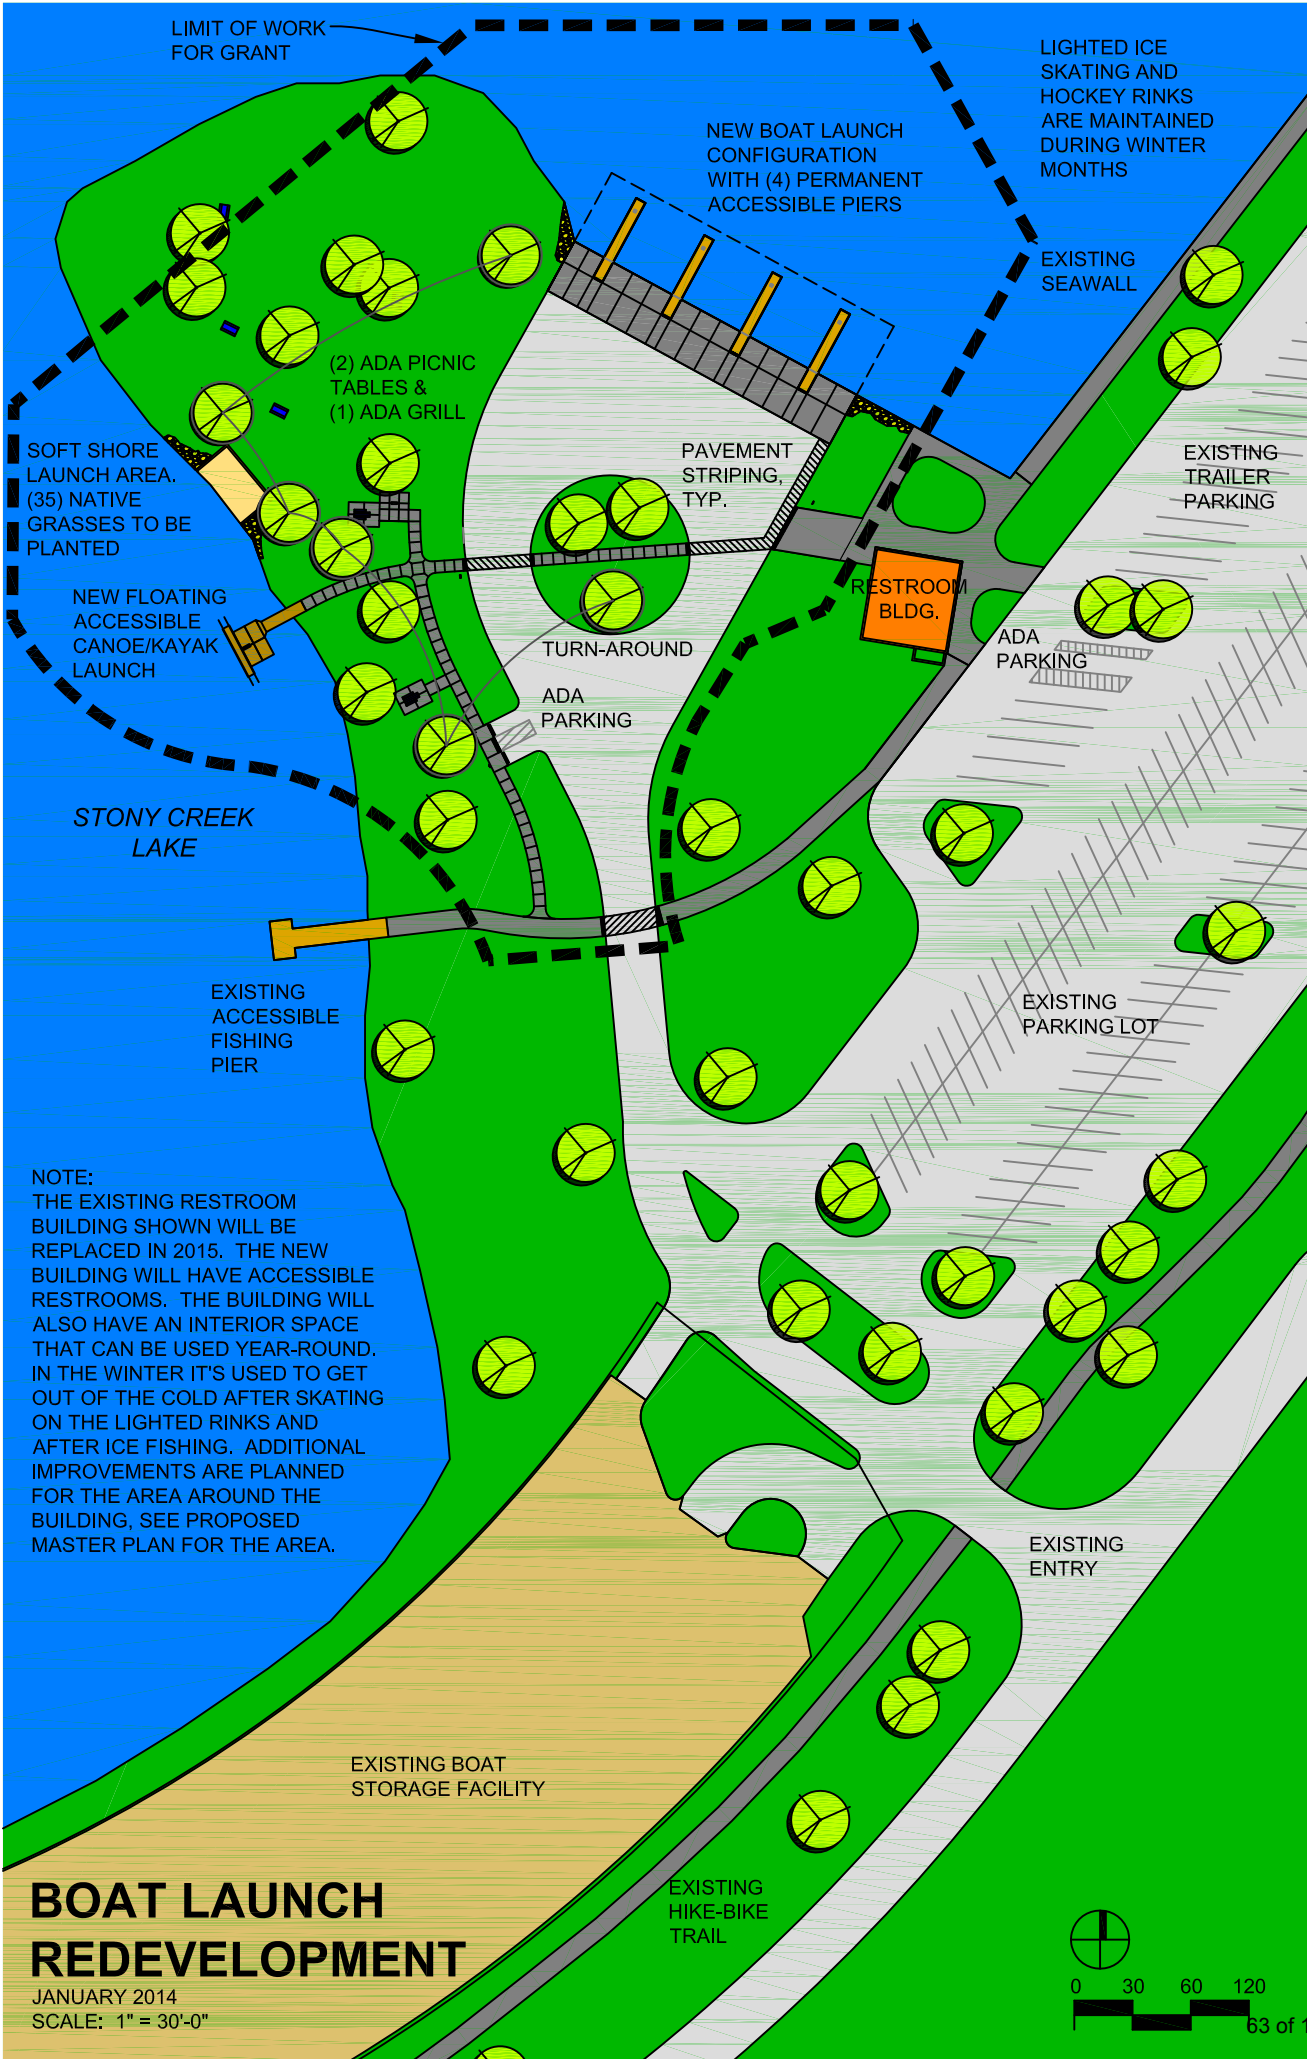 LIMIT OF WORK
FOR GRANT
LIGHTED ICE
SKATING AND
HOCKEY RINKS
ARE MAINTAINED
DURING WINTER
MONTHS
NEW BOAT LAUNCH
CONFIGURATION
WITH (4) PERMANENT
ACCESSIBLE PIERS
EXISTING
SEAWALL
(2) ADA PICNIC
TABLES &
(1) ADA GRILL
SOFT SHORE
LAUNCH AREA.
(35) NATIVE
GRASSES TO BE
PLANTED
PAVEMENT
STRIPING,
TYP.
EXISTING
TRAILER
PARKING
NEW FLOATING
ACCESSIBLE
CANOE/KAYAK
LAUNCH
RESTROOM
BLDG.
TURN-AROUND
ADA
PARKING
ADA
PARKING
STONY CREEK
LAKE
EXISTING
ACCESSIBLE
FISHING
PIER
EXISTING
PARKING LOT
NOTE:
THE EXISTING RESTROOM
BUILDING SHOWN WILL BE
REPLACED IN 2015.  THE NEW
BUILDING WILL HAVE ACCESSIBLE
RESTROOMS.  THE BUILDING WILL
ALSO HAVE AN INTERIOR SPACE
THAT CAN BE USED YEAR-ROUND.
IN THE WINTER IT'S USED TO GET
OUT OF THE COLD AFTER SKATING
ON THE LIGHTED RINKS AND
AFTER ICE FISHING.  ADDITIONAL
IMPROVEMENTS ARE PLANNED
FOR THE AREA AROUND THE
BUILDING, SEE PROPOSED
MASTER PLAN FOR THE AREA.
EXISTING
ENTRY
EXISTING BOAT
STORAGE FACILITY
EXISTING
HIKE-BIKE
TRAIL
BOAT LAUNCH
REDEVELOPMENT
JANUARY 2014
SCALE:  1" = 30'-0"
0 30 60 120
63 of 1